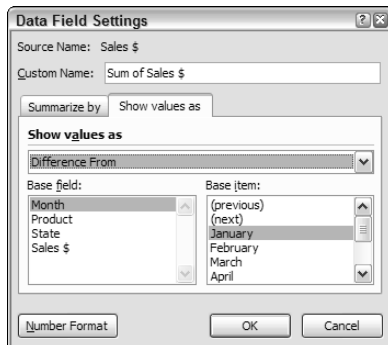 Data Field Settings
Source Name: Sales $
Custom Name: Sum of Sales $
Summarize by Show values as
Show values as
Difference From
Base field: Base item:
Month (previous)
Product (next)
State January
Sales $ February
March
April
Number Format OK Cancel